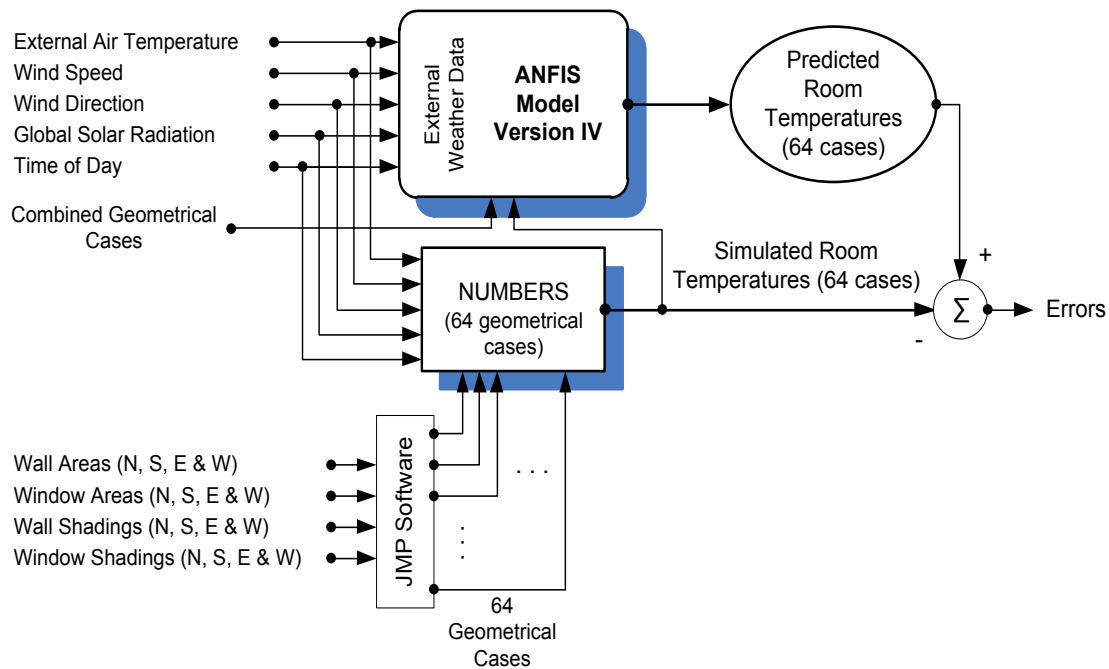 External Air Temperature
Wind Speed
Wind Direction
Global Solar Radiation
Time of Day
Combined Geometrical
Cases
External
Weather Data
ANFIS
Model
Version IV
Predicted
Room
Temperatures
(64 cases)
Simulated Room
Temperatures (64 cases)
+
-
Σ
Errors
NUMBERS
(64 geometrical
cases)
Wall Areas (N, S, E & W)
Window Areas (N, S, E & W)
Wall Shadings (N, S, E & W)
Window Shadings (N, S, E & W)
JMP Software
. . .
. . .
64
Geometrical
Cases